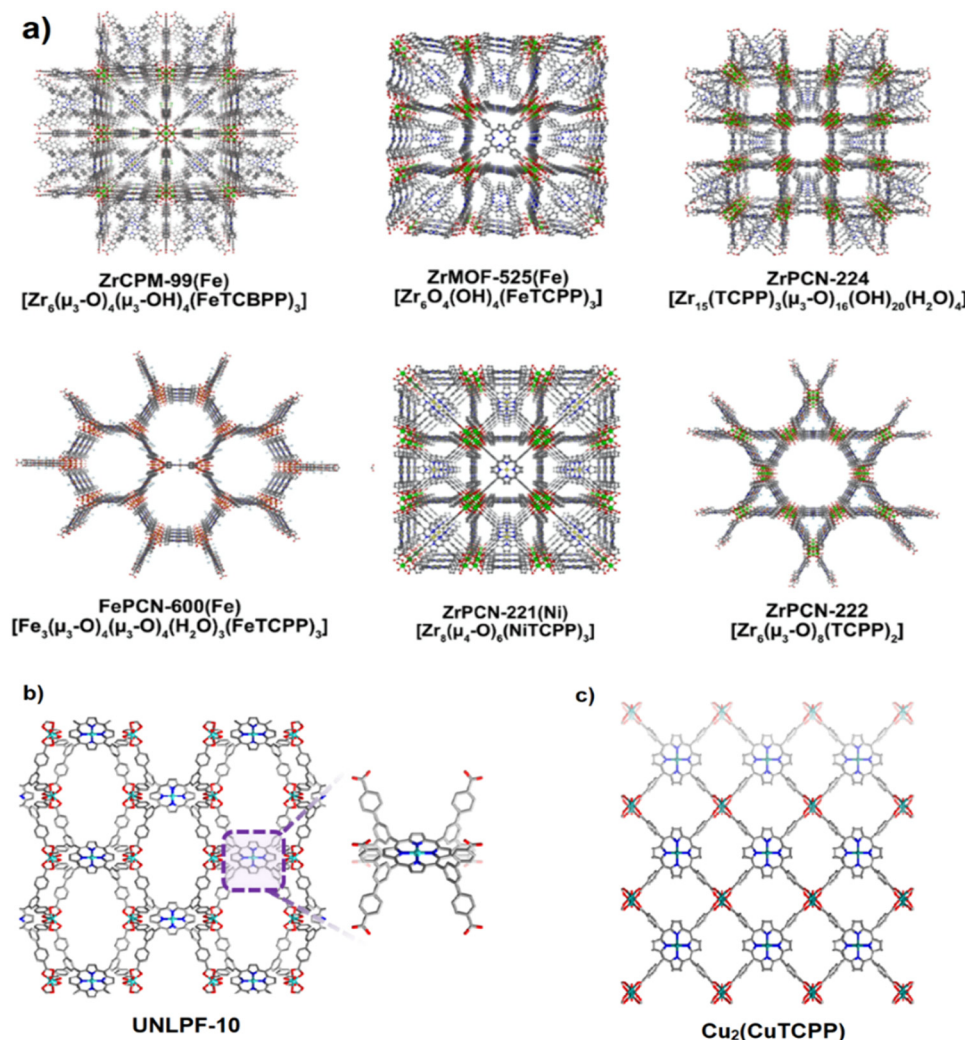 a)
ZrCPM-99(Fe)
[Zr₆(μ₃-O)₄(μ₃-OH)₄(FeTCBPP)₃]
ZrMOF-525(Fe)
[Zr₆O₄(OH)₄(FeTCPP)₃]
ZrPCN-224
[Zr₁₅(TCPP)₃(μ₃-O)₁₆(OH)₂₀(H₂O)₄]
FePCN-600(Fe)
[Fe₃(μ₃-O)₄(μ₃-O)₄(H₂O)₃(FeTCPP)₃]
ZrPCN-221(Ni)
[Zr₈(μ₄-O)₆(NiTCPP)₃]
ZrPCN-222
[Zr₆(μ₃-O)₈(TCPP)₂]
b)
UNLPF-10
c)
Cu₂(CuTCPP)